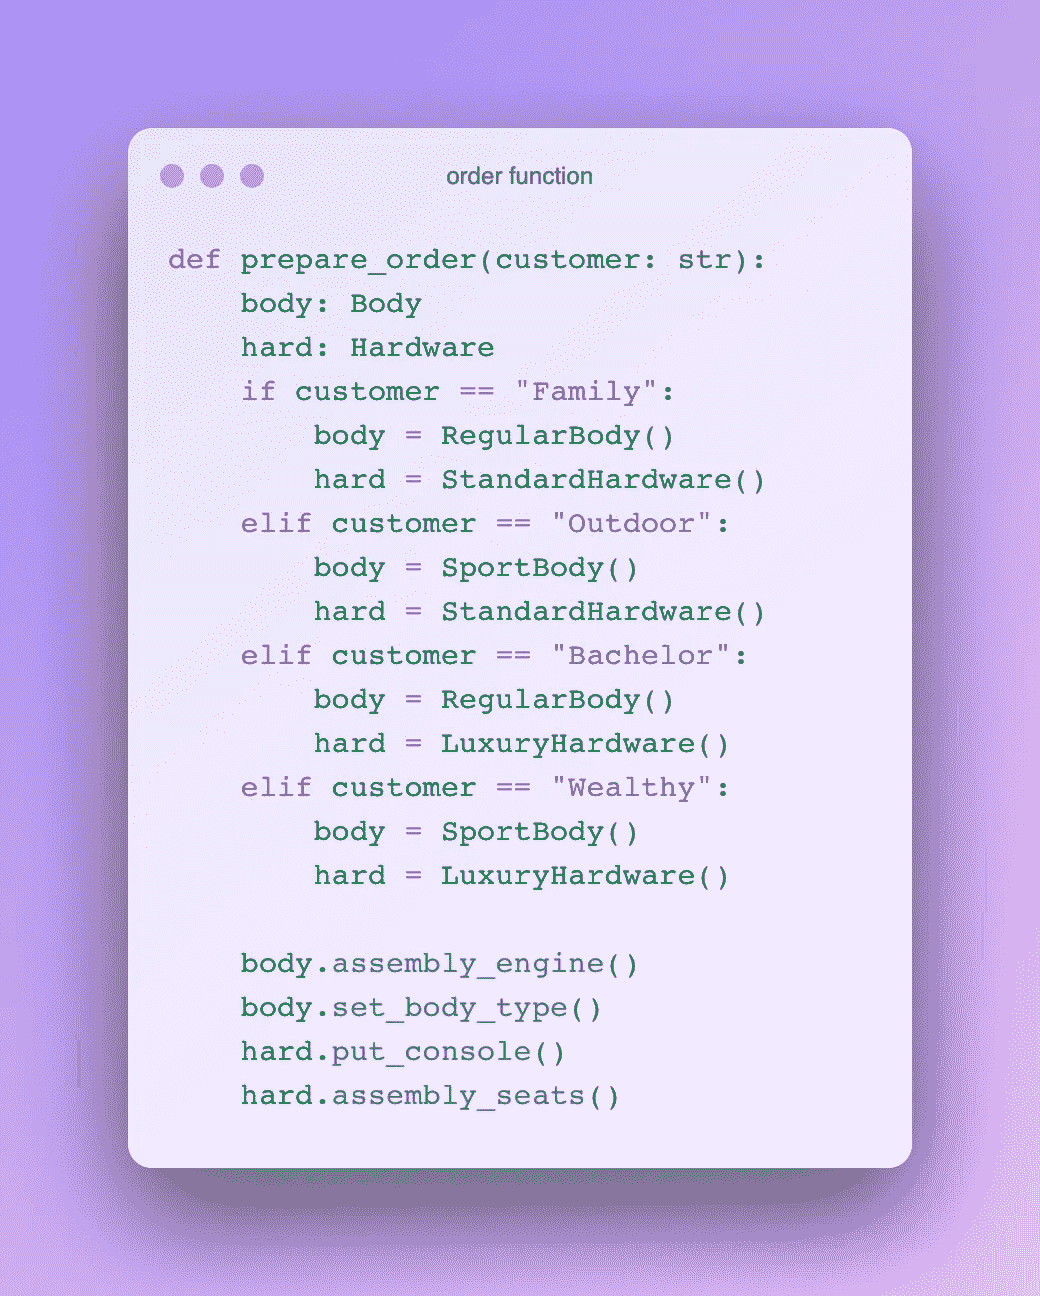 order function
def prepare_order(customer: str):
    body: Body
    hard: Hardware
    if customer == "Family":
        body = RegularBody()
        hard = StandardHardware()
    elif customer == "Outdoor":
        body = SportBody()
        hard = StandardHardware()
    elif customer == "Bachelor":
        body = RegularBody()
        hard = LuxuryHardware()
    elif customer == "Wealthy":
        body = SportBody()
        hard = LuxuryHardware()
    body.assembly_engine()
    body.set_body_type()
    hard.put_console()
    hard.assembly_seats()